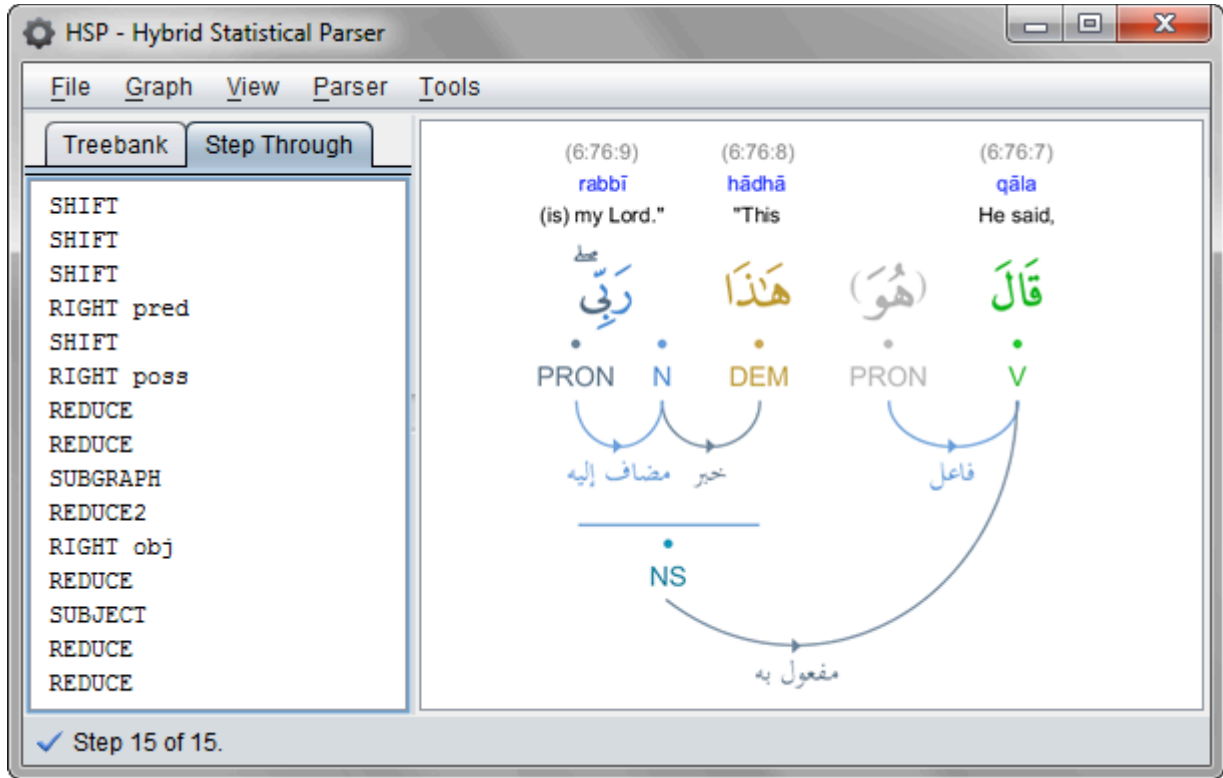 HSP - Hybrid Statistical Parser
File Graph View Parser Tools
Treebank Step Through
SHIFT
SHIFT
SHIFT
RIGHT pred
SHIFT
RIGHT poss
REDUCE
REDUCE
SUBGRAPH
REDUCE2
RIGHT obj
REDUCE
SUBJECT
REDUCE
REDUCE
(6:76:9) (6:76:8) (6:76:7)
rabbī hādhā qāla
(is) my Lord." "This He said,
قَالَ (هُوَ) هَـٰذَا رَبِّى
PRON N DEM PRON V
فاعل خبر مضاف إليه
NS
مفعول به
Step 15 of 15.